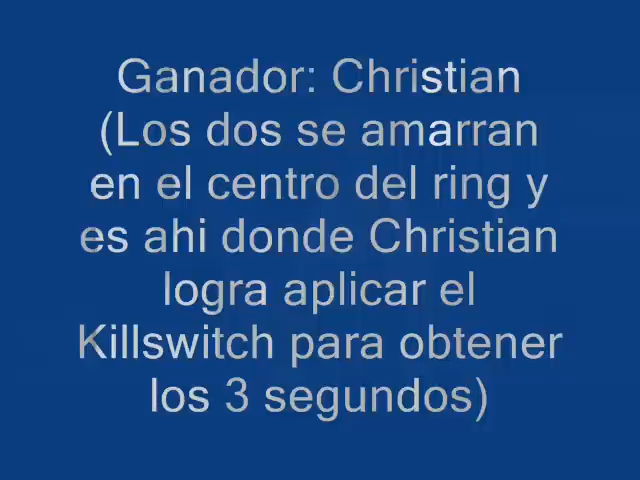 Ganador: Christian
(Los dos se amarran
en el centro del ring y
es ahi donde Christian
logra aplicar el
Killswitch para obtener
los 3 segundos)